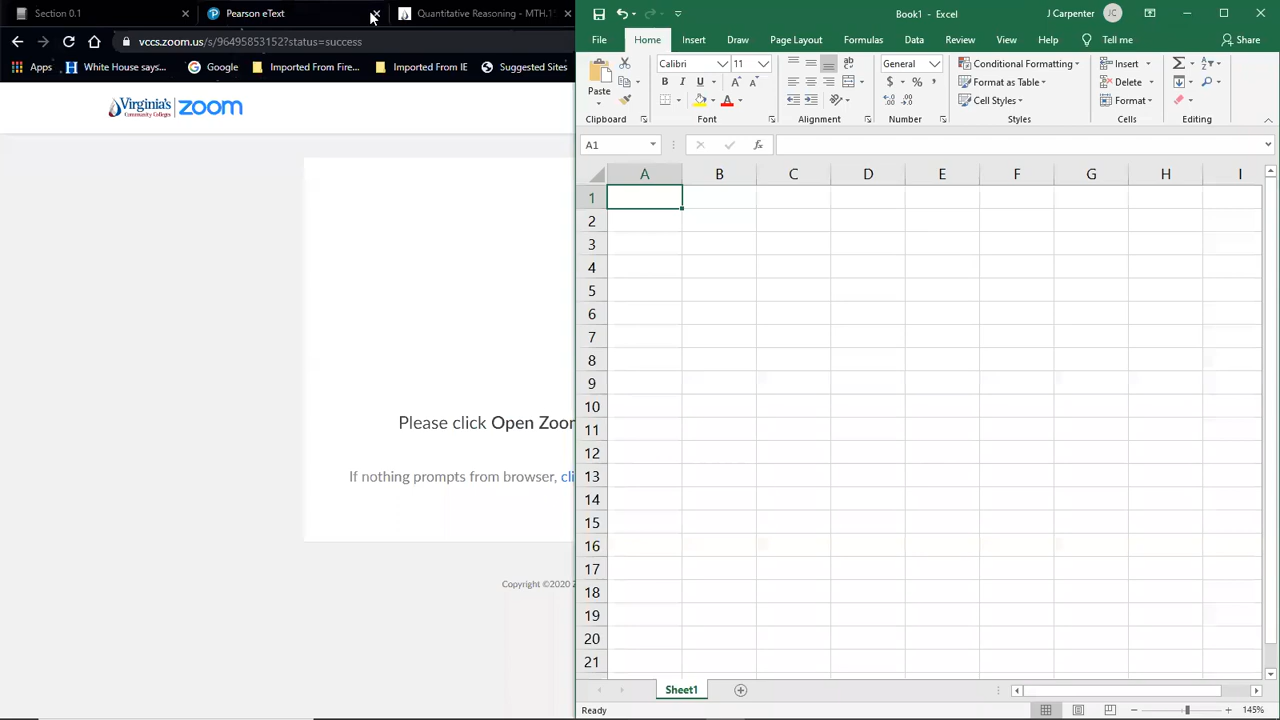 Section 0.1
Pearson eText
Quantitative Reasoning - MTH.1
vccs.zoom.us/s/96495853152?status=success
Apps
White House says...
Google
Imported From Fire...
Imported From IE
Suggested Sites
Virginia's
Community Colleges
zoom
Please click Open Zoo
If nothing prompts from browser, cli
Copyright ©2020
Book1 - Excel
J Carpenter
JC
File
Home
Insert
Draw
Page Layout
Formulas
Data
Review
View
Help
Tell me
Share
Paste
Calibri
11
B
I
U
General
$
%
Conditional Formatting
Format as Table
Cell Styles
Insert
Delete
Format
Clipboard
Font
Alignment
Number
Styles
Cells
Editing
A1
fx
A B C D E F G H I
1
2
3
4
5
6
7
8
9
10
11
12
13
14
15
16
17
18
19
20
21
Sheet1
Ready
145%